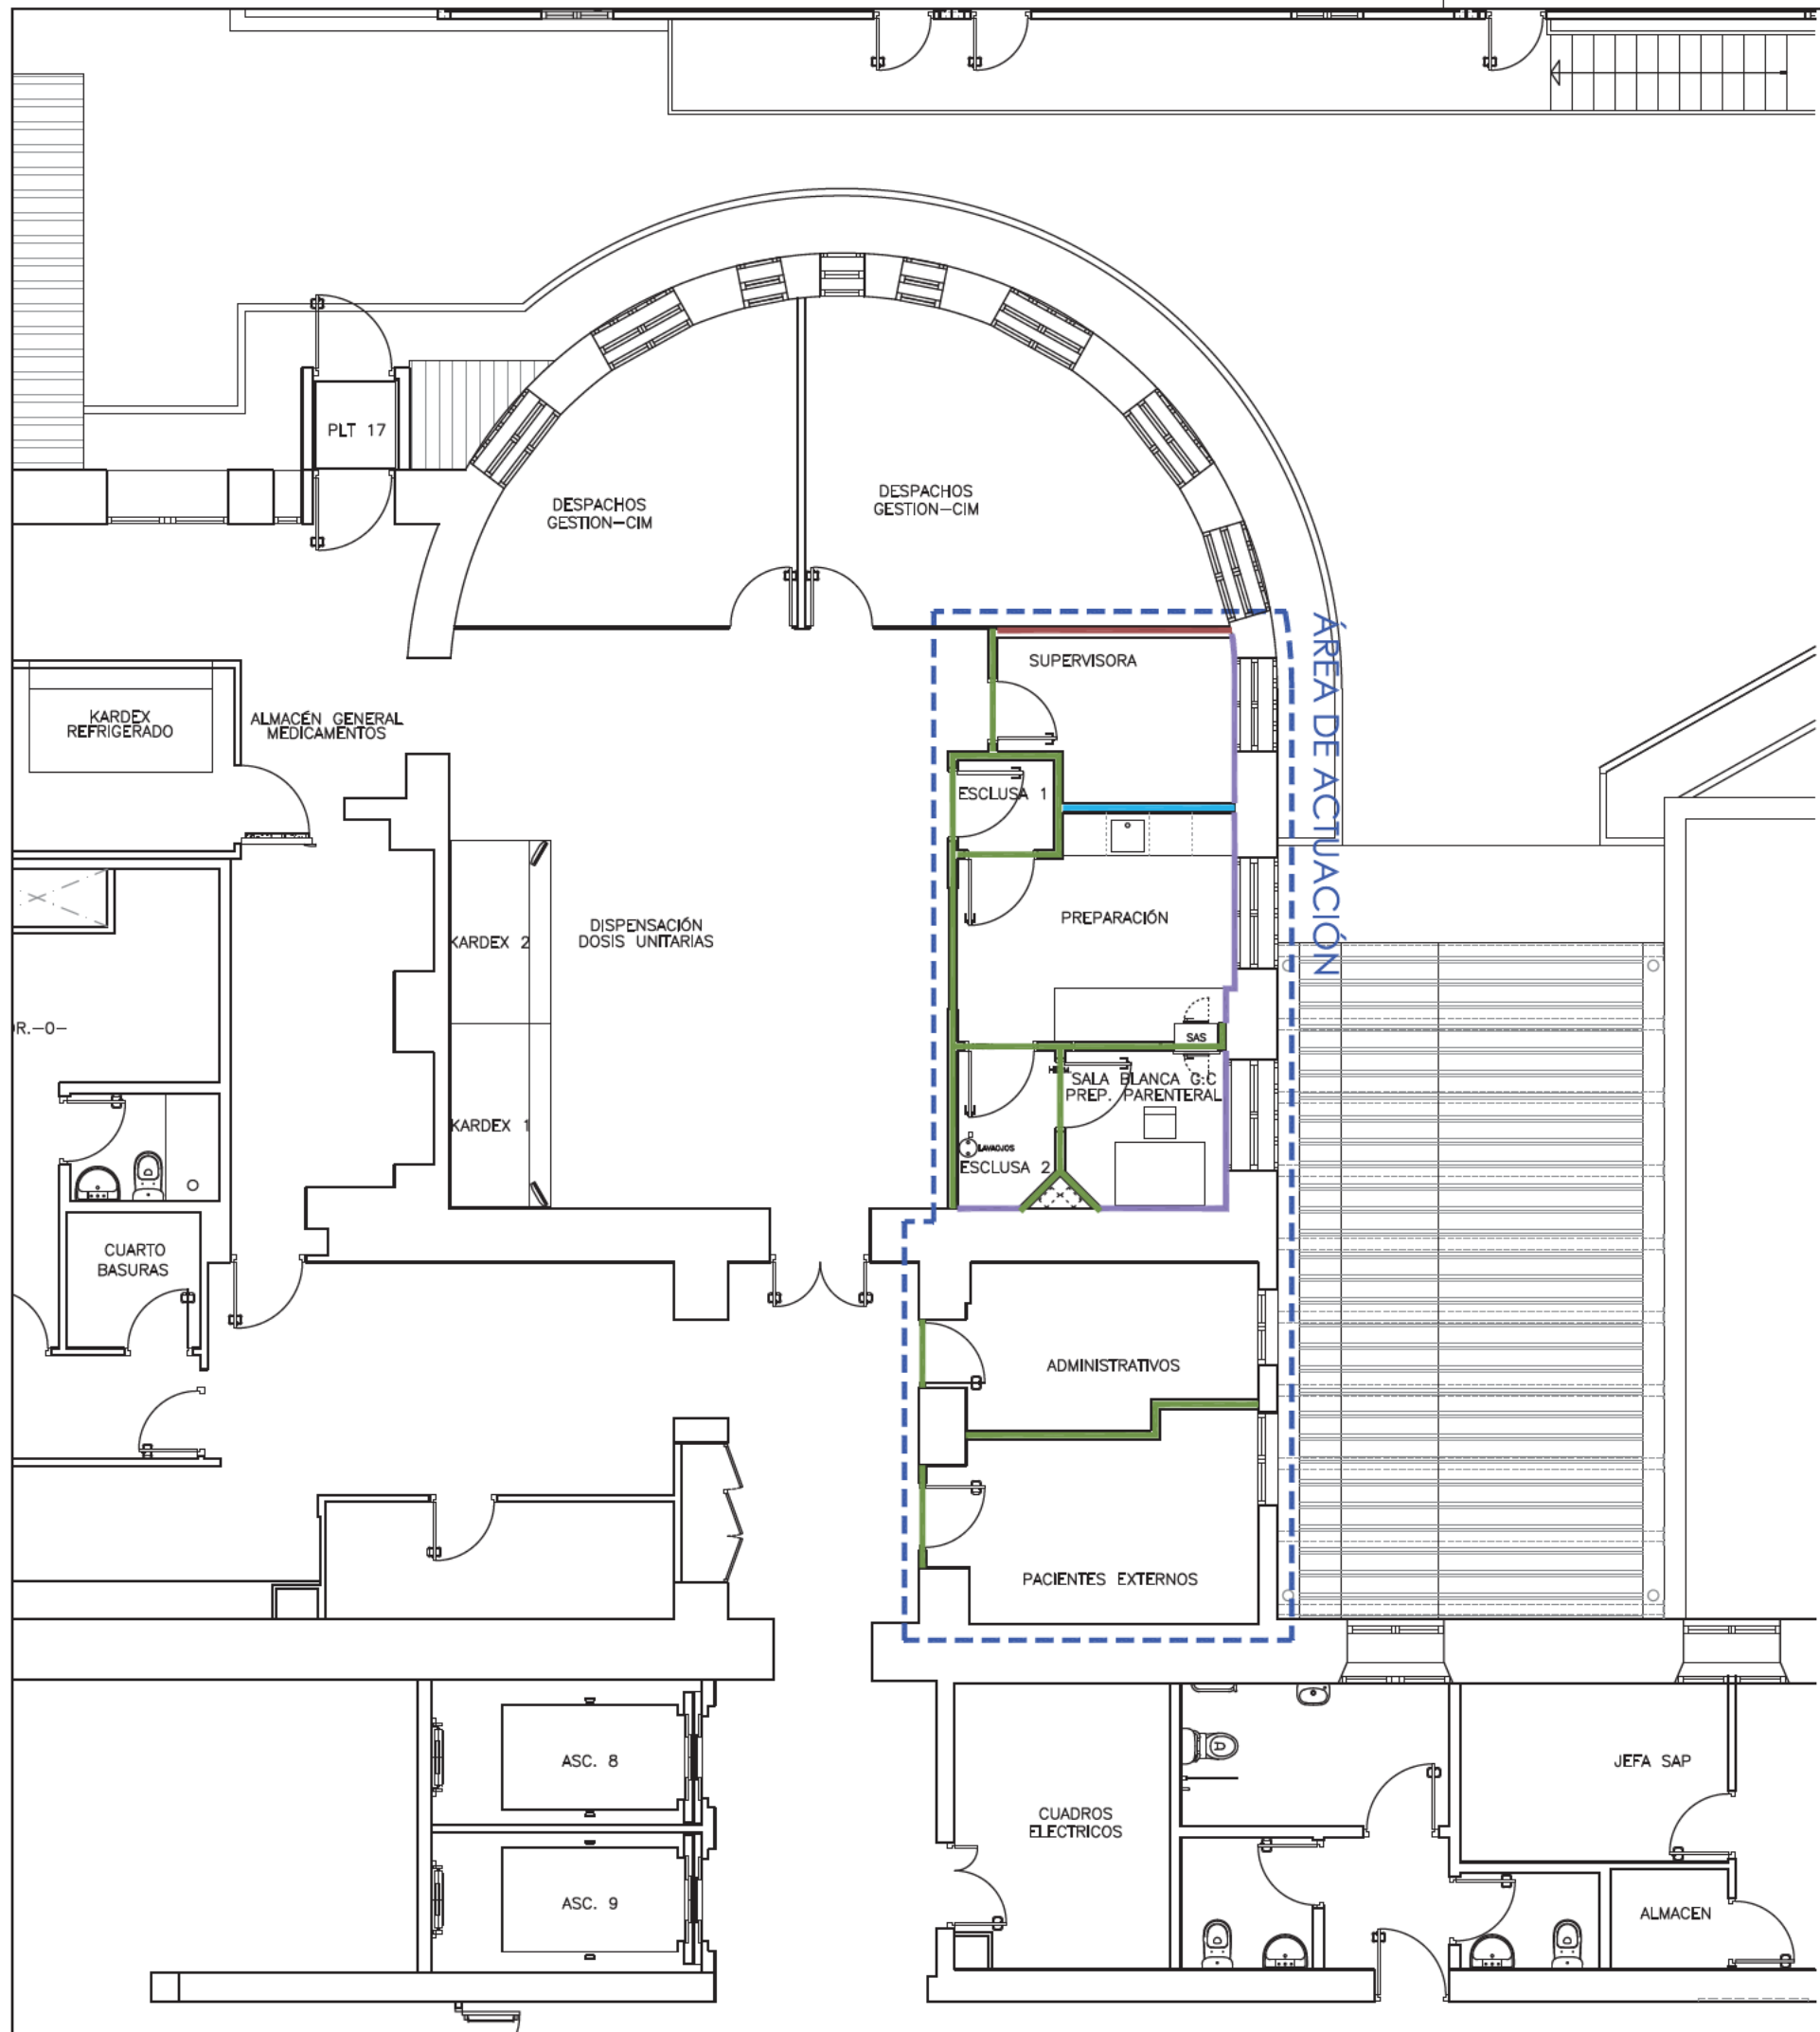 PLT 17
DESPACHOS
GESTION-CIM
DESPACHOS
GESTION-CIM
ÁREA DE ACTUACIÓN
SUPERVISORA
KARDEX
REFRIGERADO
ALMACÉN GENERAL
MEDICAMENTOS
ESCLUSA 1
PREPARACIÓN
DISPENSACIÓN
DOSIS UNITARIAS
KARDEX 2
R.-0-
SAS
SALA BLANCA G:C
PREP. PARENTERAL
KARDEX 1
LAVAOJOS
ESCLUSA 2
CUARTO
BASURAS
ADMINISTRATIVOS
PACIENTES EXTERNOS
ASC. 8
JEFA SAP
CUADROS
ELECTRICOS
ASC. 9
ALMACEN